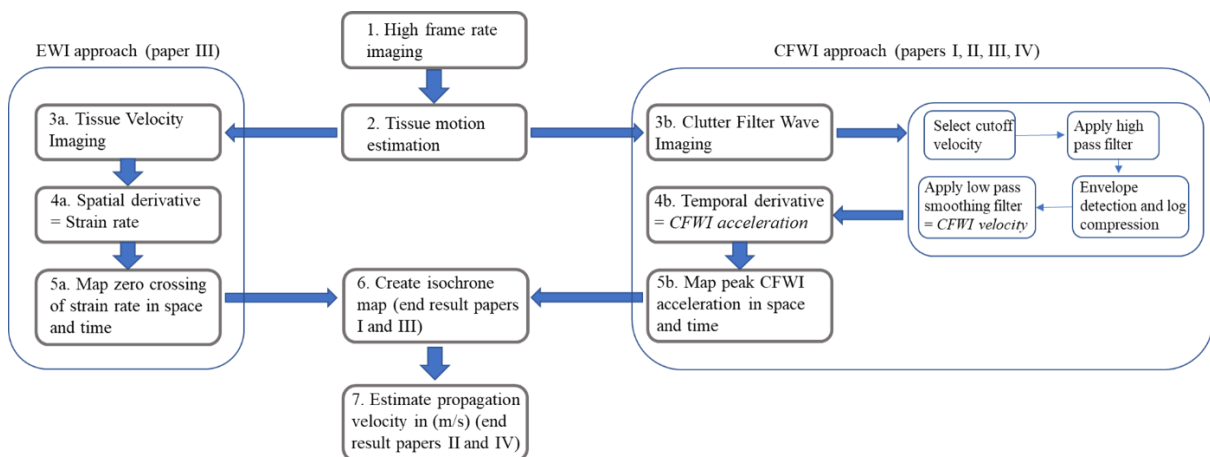 1. High frame rate
imaging
EWI approach (paper III)
CFWI approach (papers I, II, III, IV)
3a. Tissue Velocity
Imaging
2. Tissue motion
estimation
3b. Clutter Filter Wave
Imaging
Select cutoff
velocity
Apply high
pass filter
4a. Spatial derivative
= Strain rate
4b. Temporal derivative
= CFWI acceleration
Apply low pass
smoothing filter
= CFWI velocity
Envelope
detection and log
compression
5a. Map zero crossing
of strain rate in space
and time
6. Create isochrone
map (end result papers
I and III)
5b. Map peak CFWI
acceleration in space
and time
7. Estimate propagation
velocity in (m/s) (end
result papers II and IV)